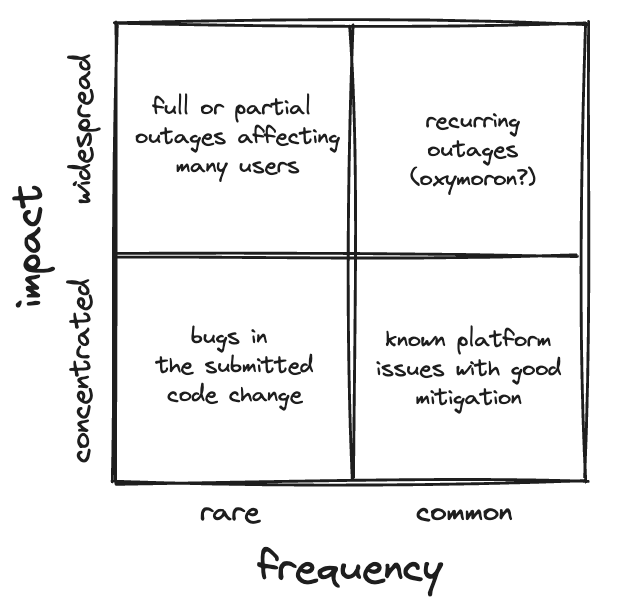 impact
widespread
full or partial
outages affecting
many users
recurring
outages
(oxymoron?)
concentrated
bugs in
the submitted
code change
known platform
issues with good
mitigation
rare
common
frequency